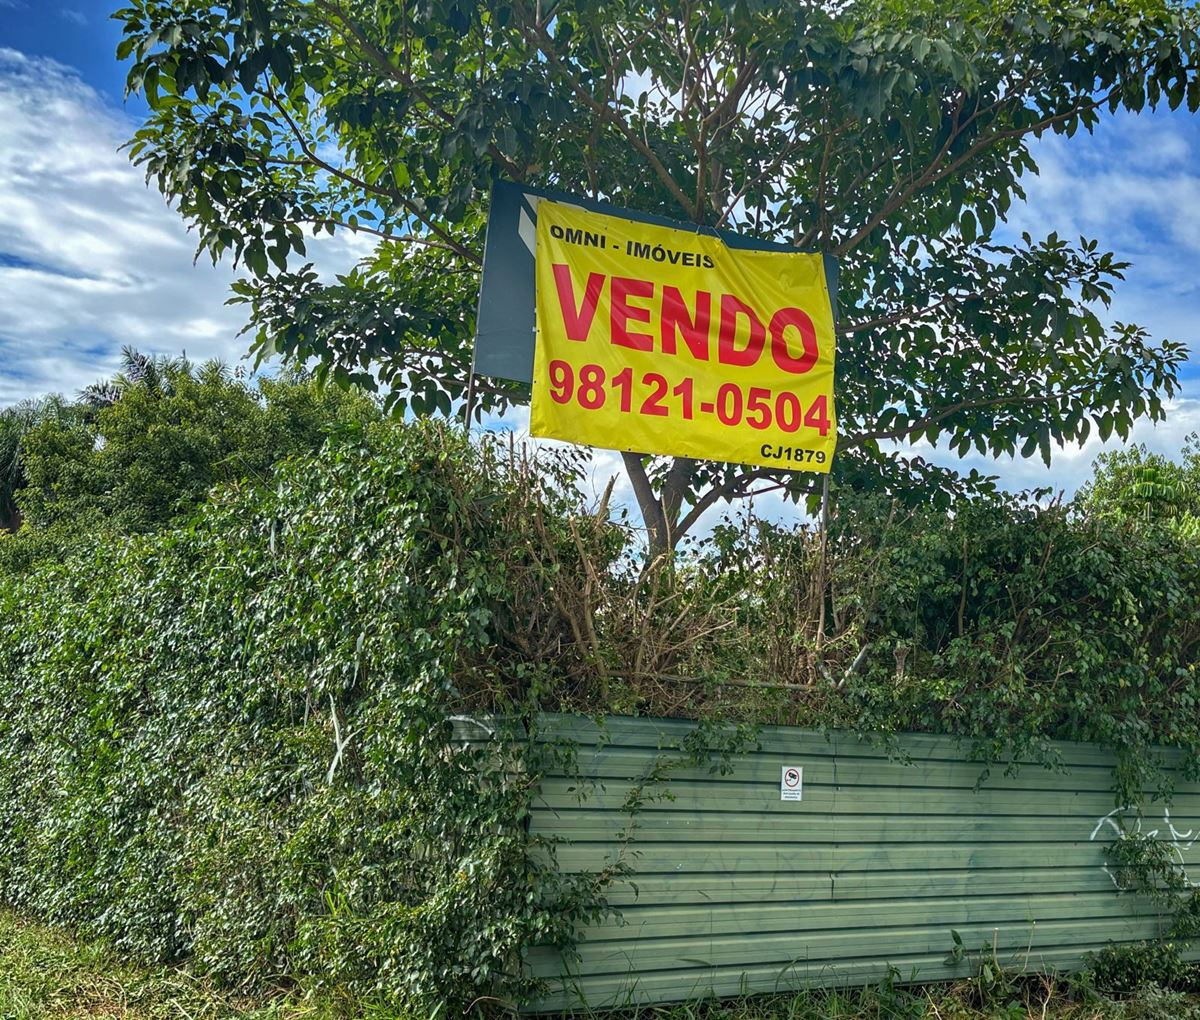 OMNI - IMÓVEIS
VENDO
98121-0504
CJ1879